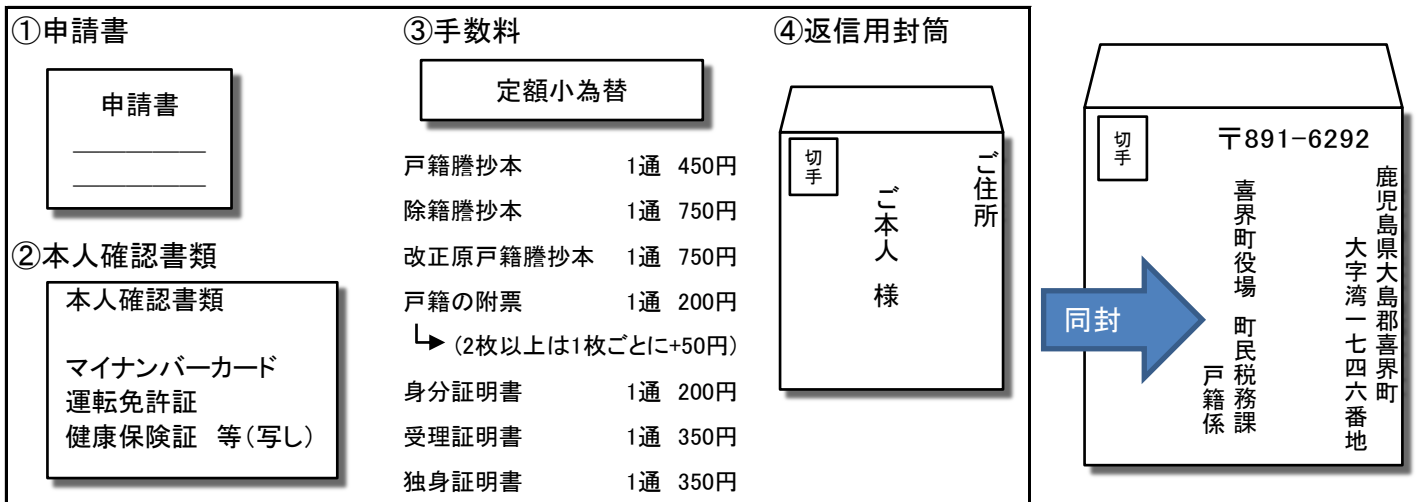 ①申請書
申請書
②本人確認書類
本人確認書類
マイナンバーカード
運転免許証
健康保険証 等(写し)
③手数料
定額小為替
戸籍謄抄本 1通 450円
除籍謄抄本 1通 750円
改正原戸籍謄抄本 1通 750円
戸籍の附票 1通 200円
(2枚以上は1枚ごとに+50円)
身分証明書 1通 200円
受理証明書 1通 350円
独身証明書 1通 350円
④返信用封筒
切手
ご住所
ご本人 様
同封
切手
〒891-6292
鹿児島県大島郡喜界町
大字湾一七四六番地
喜界町役場 町民税務課
戸籍係